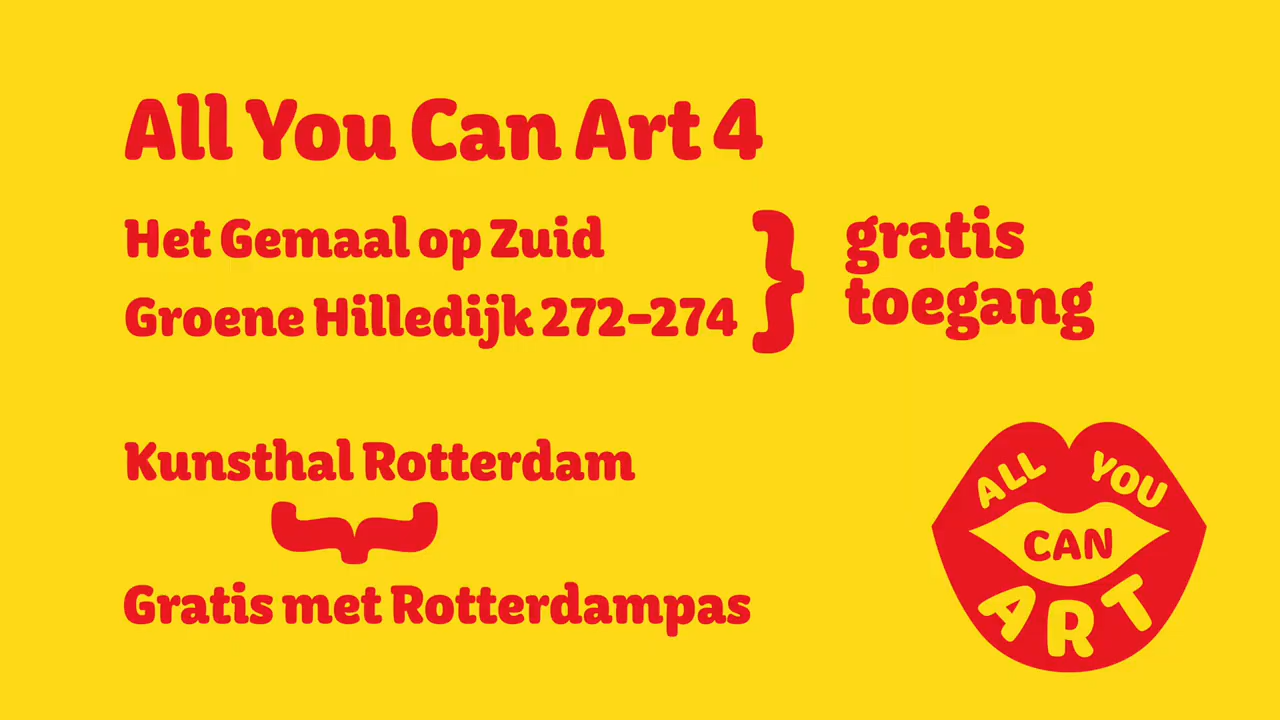 All You Can Art 4
Het Gemaal op Zuid
Groene Hilledijk 272-274
gratis
toegang
Kunsthal Rotterdam
Gratis met Rotterdampas
ALL YOU
CAN
ART